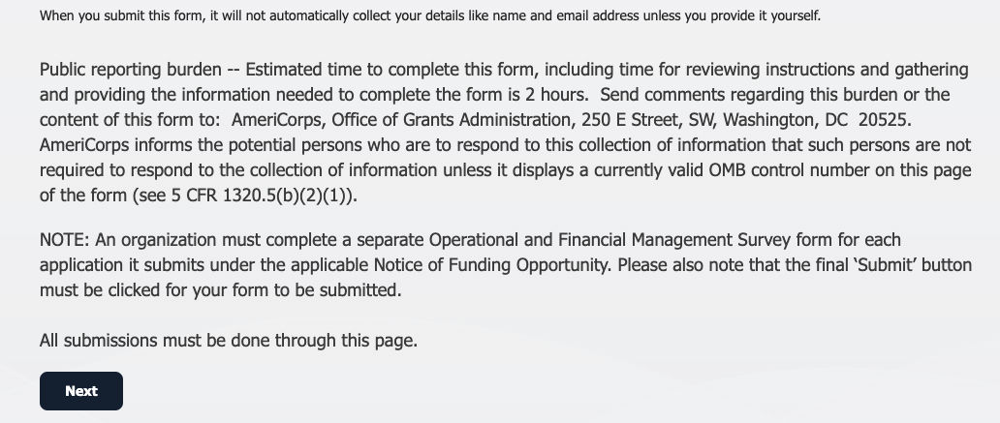 When you submit this form, it will not automatically collect your details like name and email address unless you provide it yourself.
Public reporting burden -- Estimated time to complete this form, including time for reviewing instructions and gathering
and providing the information needed to complete the form is 2 hours.  Send comments regarding this burden or the
content of this form to:  AmeriCorps, Office of Grants Administration, 250 E Street, SW, Washington, DC  20525.
AmeriCorps informs the potential persons who are to respond to this collection of information that such persons are not
required to respond to the collection of information unless it displays a currently valid OMB control number on this page
of the form (see 5 CFR 1320.5(b)(2)(1)).
NOTE: An organization must complete a separate Operational and Financial Management Survey form for each
application it submits under the applicable Notice of Funding Opportunity. Please also note that the final ‘Submit’ button
must be clicked for your form to be submitted.
All submissions must be done through this page.
Next